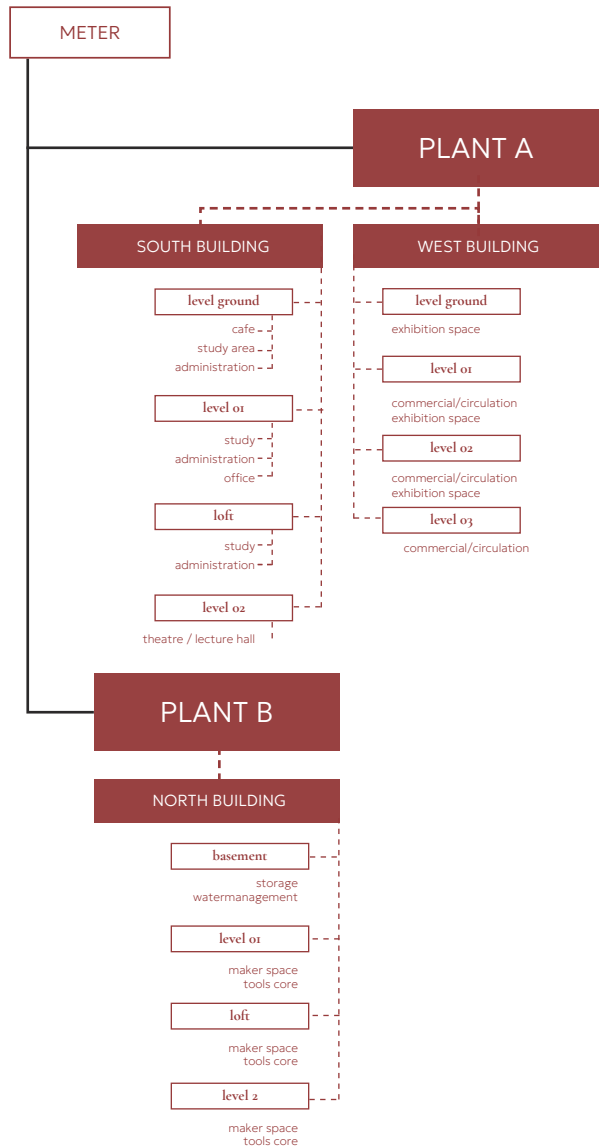 METER
PLANT A
SOUTH BUILDING
level ground
cafe
study area
administration
level 01
study
administration
office
loft
study
administration
level 02
theatre / lecture hall
WEST BUILDING
level ground
exhibition space
level 01
commercial/circulation
exhibition space
level 02
commercial/circulation
exhibition space
level 03
commercial/circulation
PLANT B
NORTH BUILDING
basement
storage
watermanagement
level 01
maker space
tools core
loft
maker space
tools core
level 2
maker space
tools core